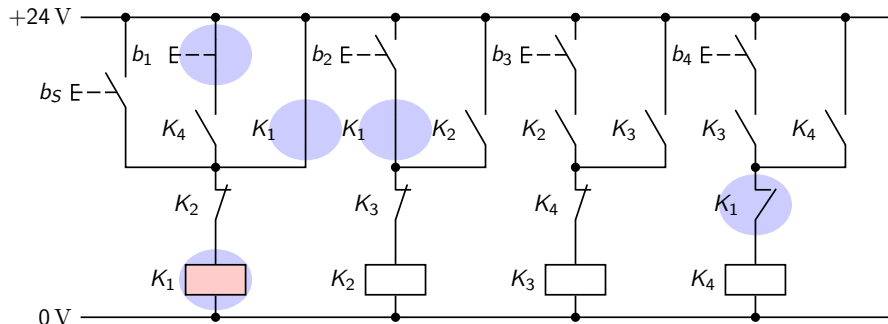 +24 V
b1 b2 b3 b4
bS
K4 K1 K1 K2 K2 K3 K3 K4
K2 K3 K4 K1
K1 K2 K3 K4
0 V